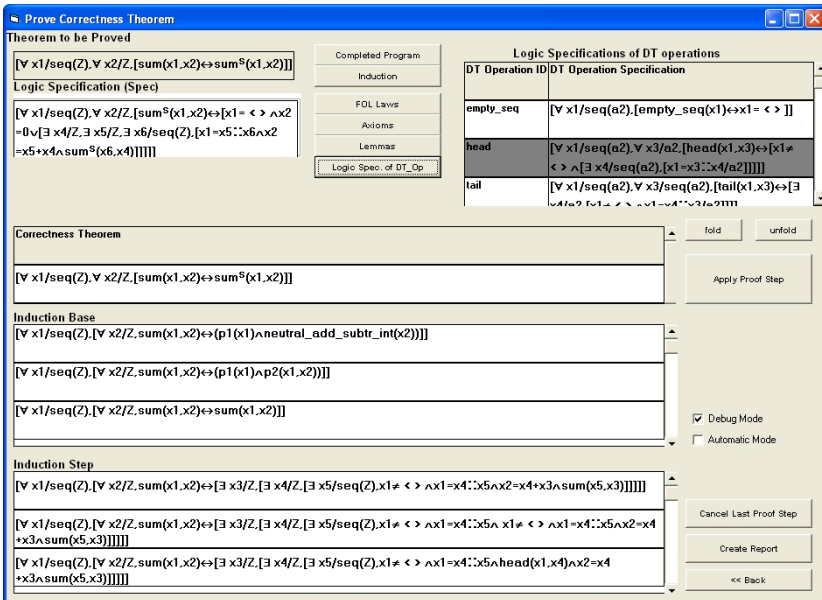 Prove Correctness Theorem
Theorem to be Proved
[∀ x1/seq(Z),∀ x2/Z,[sum(x1,x2)↔sumˢ(x1,x2)]]
Logic Specification (Spec)
[∀ x1/seq(Z),∀ x2/Z,[sumˢ(x1,x2)↔[x1= < > ∧x2
=0∨[∃ x4/Z,∃ x5/Z,∃ x6/seq(Z),[x1=x5::x6∧x2
=x5+x4∧sumˢ(x6,x4)]]]]]
Completed Program
Induction
FOL Laws
Axioms
Lemmas
Logic Spec. of DT_Op
Logic Specifications of DT operations
DT Operation ID DT Operation Specification
empty_seq [∀ x1/seq(a2),[empty_seq(x1)↔x1= < > ]]
head [∀ x1/seq(a2),∀ x3/a2,[head(x1,x3)↔[x1≠
< > ∧[∃ x4/seq(a2),[x1=x3::x4/a2]]]]]
tail [∀ x1/seq(a2),∀ x3/seq(a2),[tail(x1,x3)↔[∃
x4/a2,[x1≠ < > ∧x1=x4::x3/a2]]]]
Correctness Theorem
[∀ x1/seq(Z),∀ x2/Z,[sum(x1,x2)↔sumˢ(x1,x2)]]
fold
unfold
Apply Proof Step
Induction Base
[∀ x1/seq(Z),[∀ x2/Z,sum(x1,x2)↔(p1(x1)∧neutral_add_subtr_int(x2))]]
[∀ x1/seq(Z),[∀ x2/Z,sum(x1,x2)↔(p1(x1)∧p2(x1,x2))]]
[∀ x1/seq(Z),[∀ x2/Z,sum(x1,x2)↔sum(x1,x2)]]
Debug Mode
Automatic Mode
Induction Step
[∀ x1/seq(Z),[∀ x2/Z,sum(x1,x2)↔[∃ x3/Z,[∃ x4/Z,[∃ x5/seq(Z),x1≠ < > ∧x1=x4::x5∧x2=x4+x3∧sum(x5,x3)]]]]]
[∀ x1/seq(Z),[∀ x2/Z,sum(x1,x2)↔[∃ x3/Z,[∃ x4/Z,[∃ x5/seq(Z),x1≠ < > ∧x1=x4::x5∧ x1≠ < > ∧x1=x4::x5∧x2=x4
+x3∧sum(x5,x3)]]]]]
[∀ x1/seq(Z),[∀ x2/Z,sum(x1,x2)↔[∃ x3/Z,[∃ x4/Z,[∃ x5/seq(Z),x1≠ < > ∧x1=x4::x5∧head(x1,x4)∧x2=x4
+x3∧sum(x5,x3)]]]]]
Cancel Last Proof Step
Create Report
<< Back